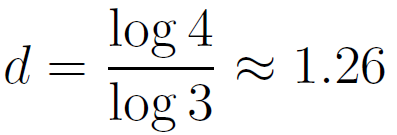 d = log 4 / log 3 ≈ 1.26